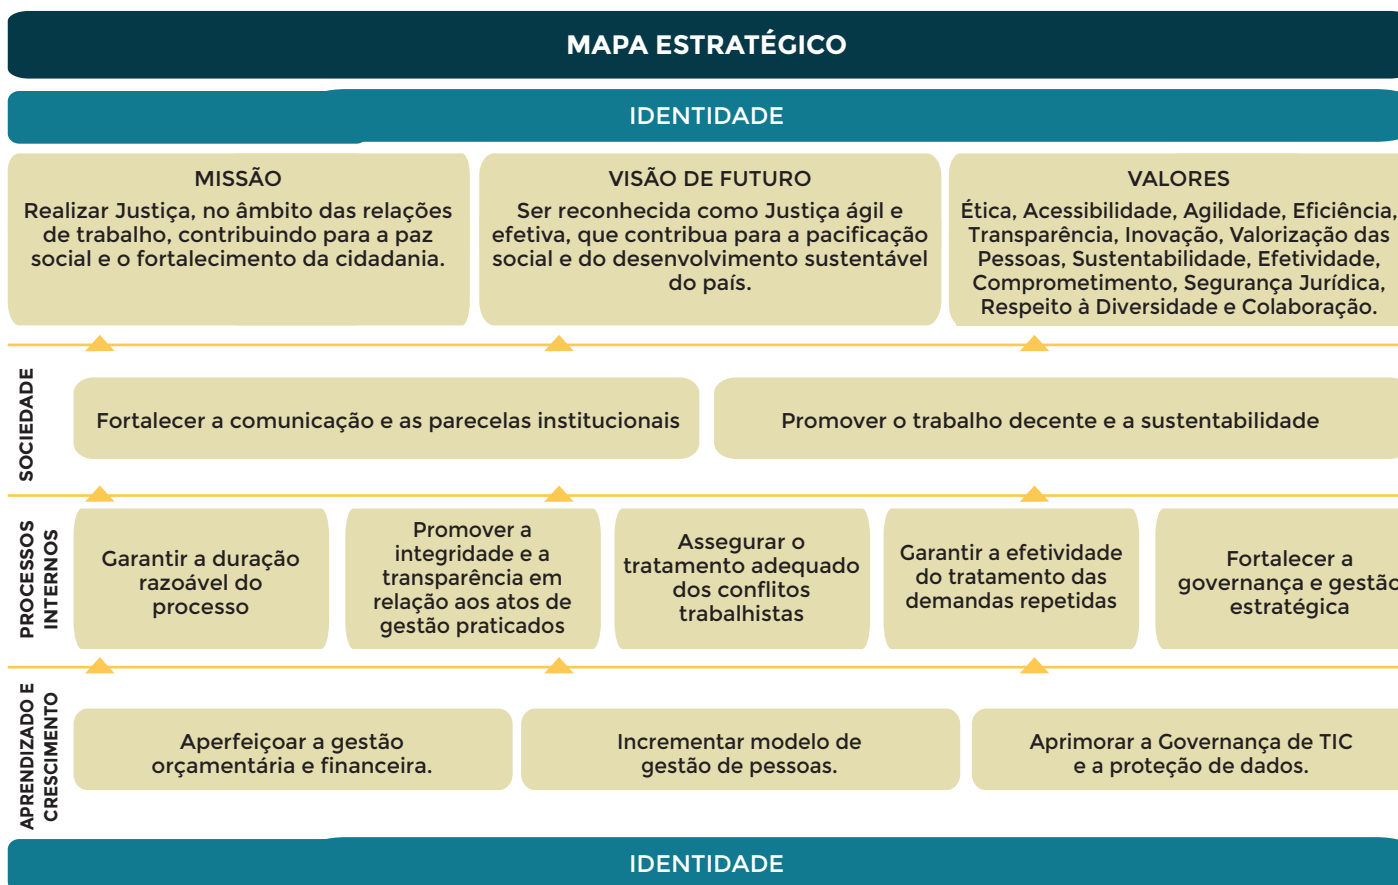 MAPA ESTRATÉGICO
IDENTIDADE
MISSÃO
Realizar Justiça, no âmbito das relações
de trabalho, contribuindo para a paz
social e o fortalecimento da cidadania.
VISÃO DE FUTURO
Ser reconhecida como Justiça ágil e
efetiva, que contribua para a pacificação
social e do desenvolvimento sustentável
do país.
VALORES
Ética, Acessibilidade, Agilidade, Eficiência,
Transparência, Inovação, Valorização das
Pessoas, Sustentabilidade, Efetividade,
Comprometimento, Segurança Jurídica,
Respeito à Diversidade e Colaboração.
SOCIEDADE
Fortalecer a comunicação e as parcelas institucionais
Promover o trabalho decente e a sustentabilidade
PROCESSOS
INTERNOS
Garantir a duração
razoável do
processo
Promover a
integridade e a
transparência em
relação aos atos de
gestão praticados
Assegurar o
tratamento adequado
dos conflitos
trabalhistas
Garantir a efetividade
do tratamento das
demandas repetidas
Fortalecer a
governança e gestão
estratégica
APRENDIZADO E
CRESCIMENTO
Aperfeiçoar a gestão
orçamentária e financeira.
Incrementar modelo de
gestão de pessoas.
Aprimorar a Governança de TIC
e a proteção de dados.
IDENTIDADE